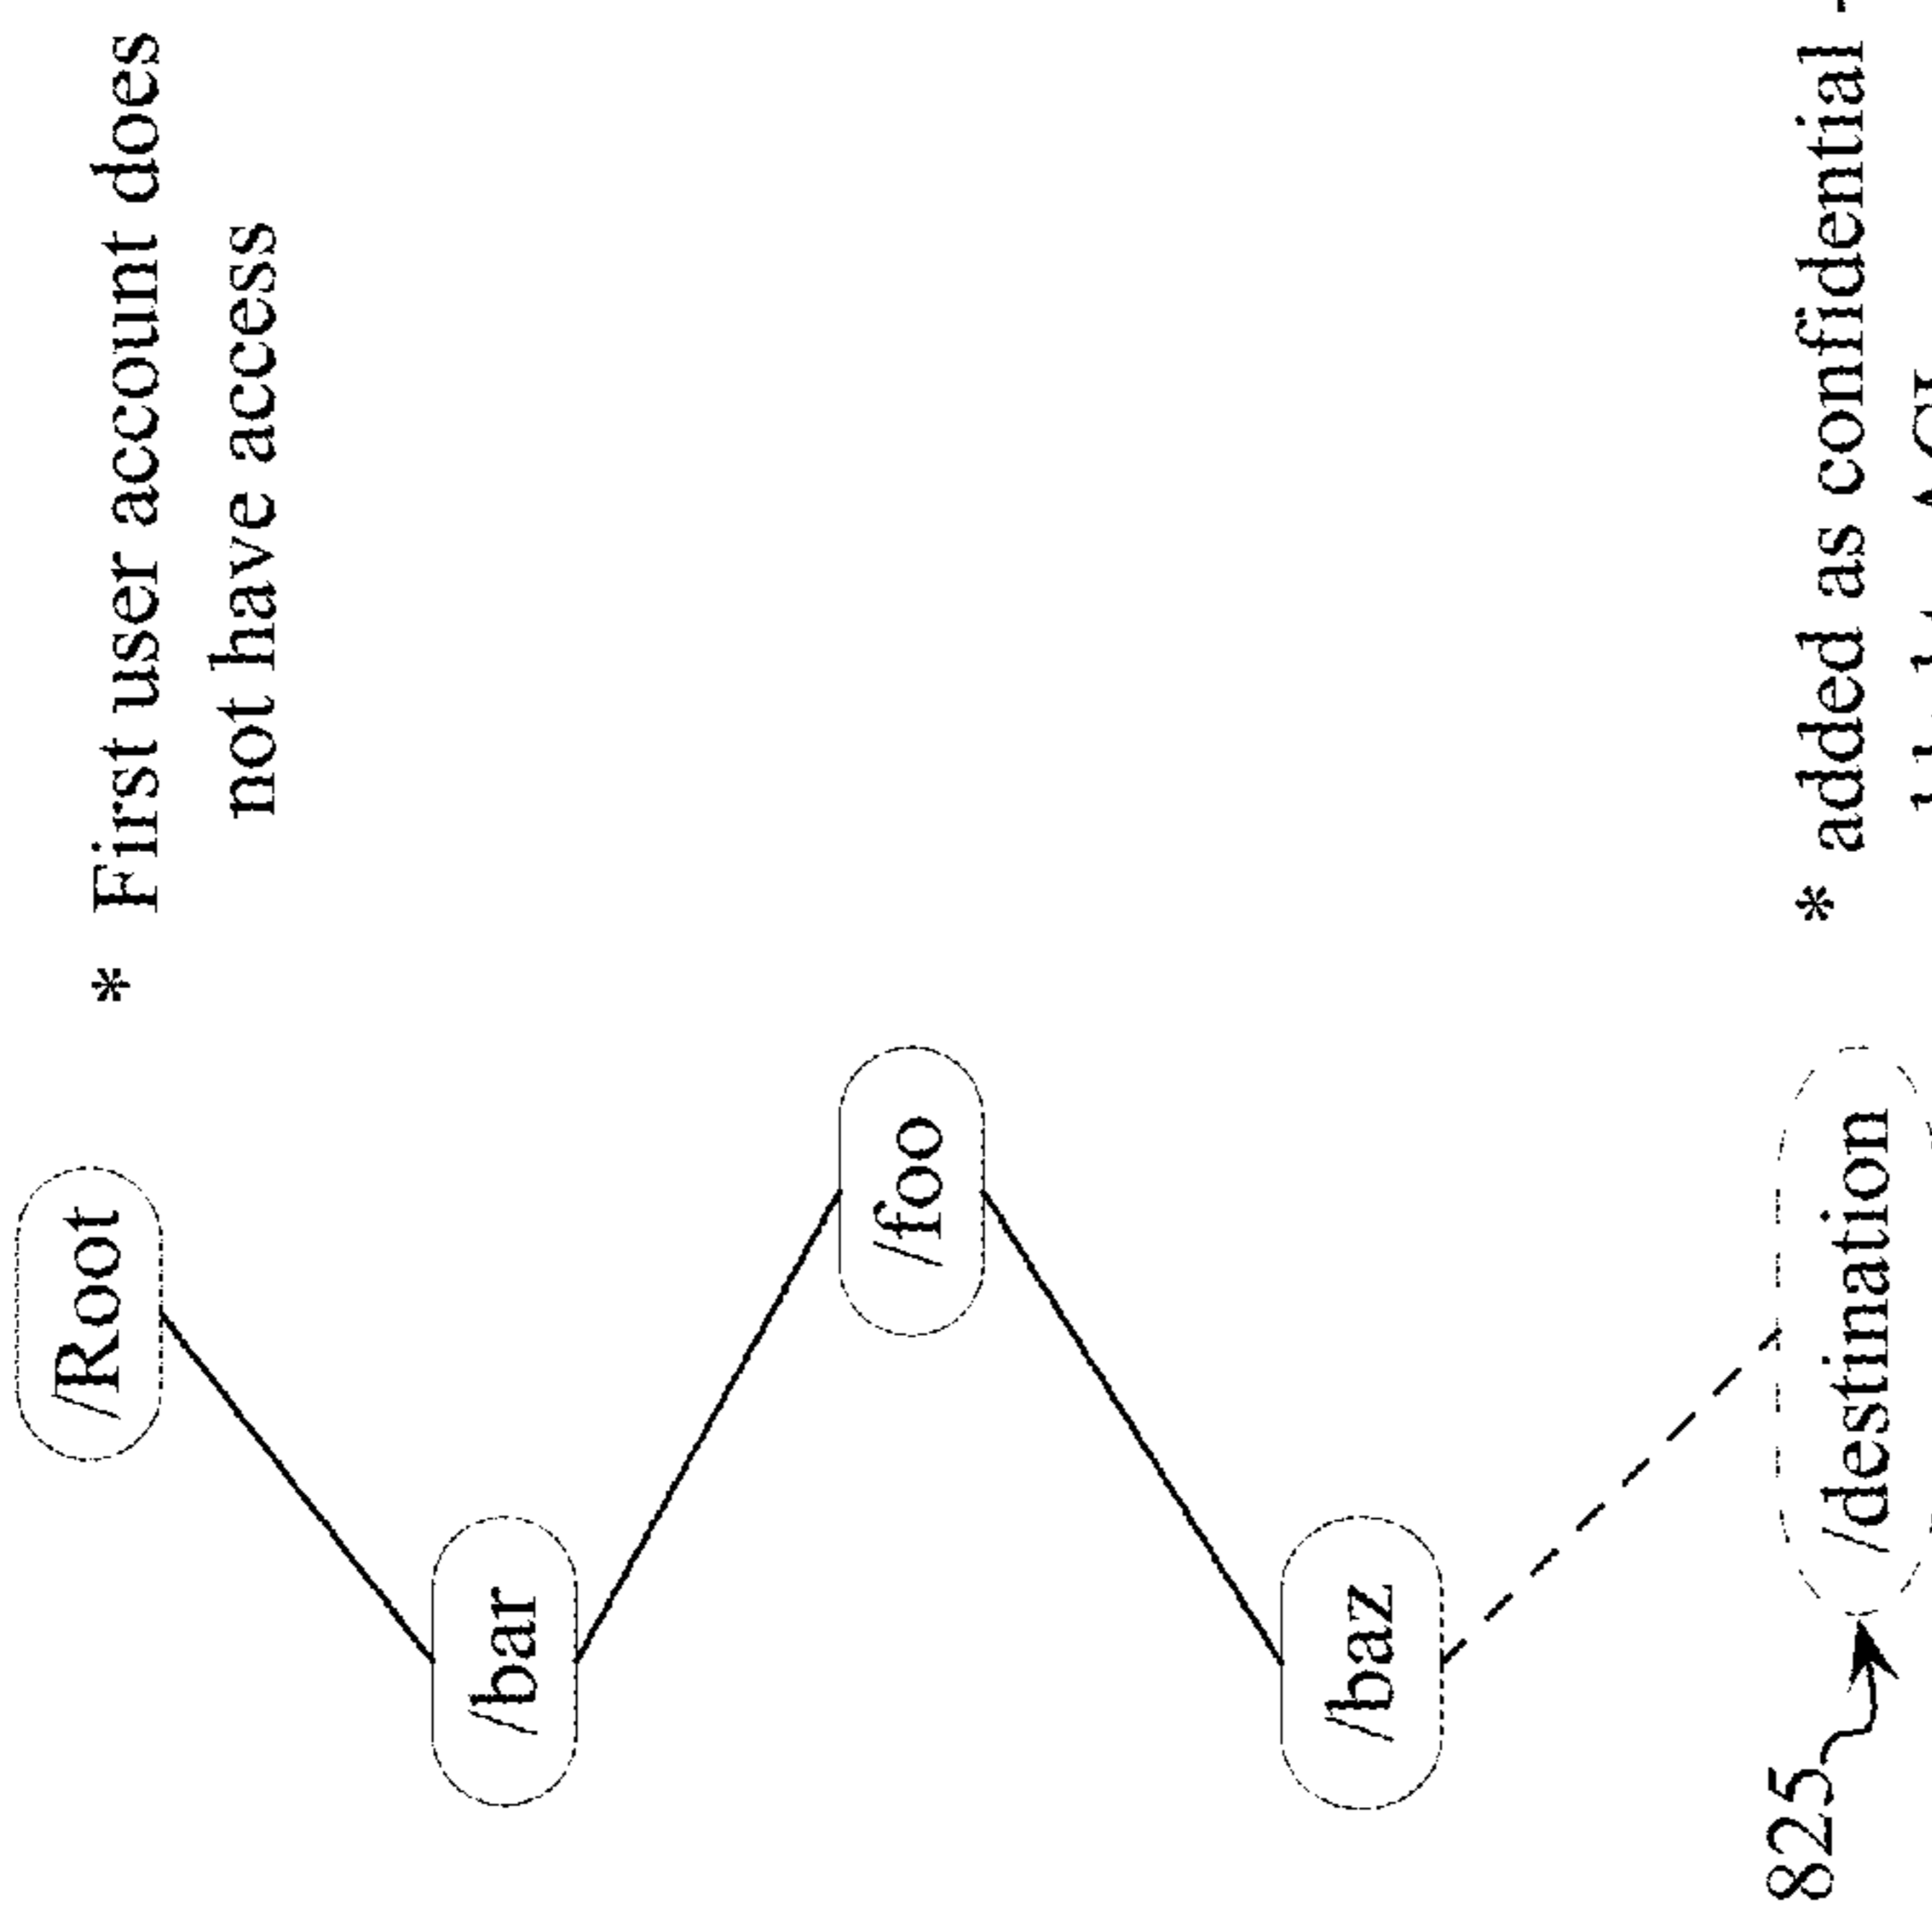 /Root
* First user account does
not have access
/bar
/foo
/baz
/destination
* added as confidential -
825